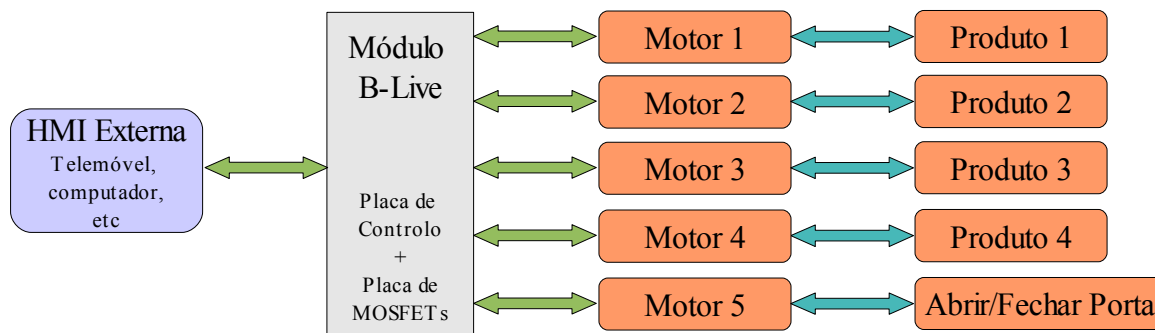 HMI Externa
Telemóvel,
computador,
etc
Módulo
B-Live
Placa de
Controlo
+
Placa de
MOSFETs
Motor 1
Produto 1
Motor 2
Produto 2
Motor 3
Produto 3
Motor 4
Produto 4
Motor 5
Abrir/Fechar Porta